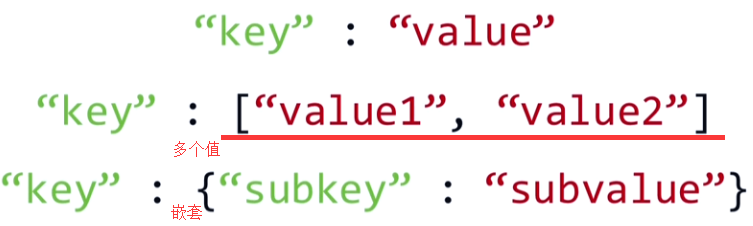 “key” : “value”
“key” : [“value1”, “value2”]
多个值
“key” : {“subkey” : “subvalue”}
嵌套